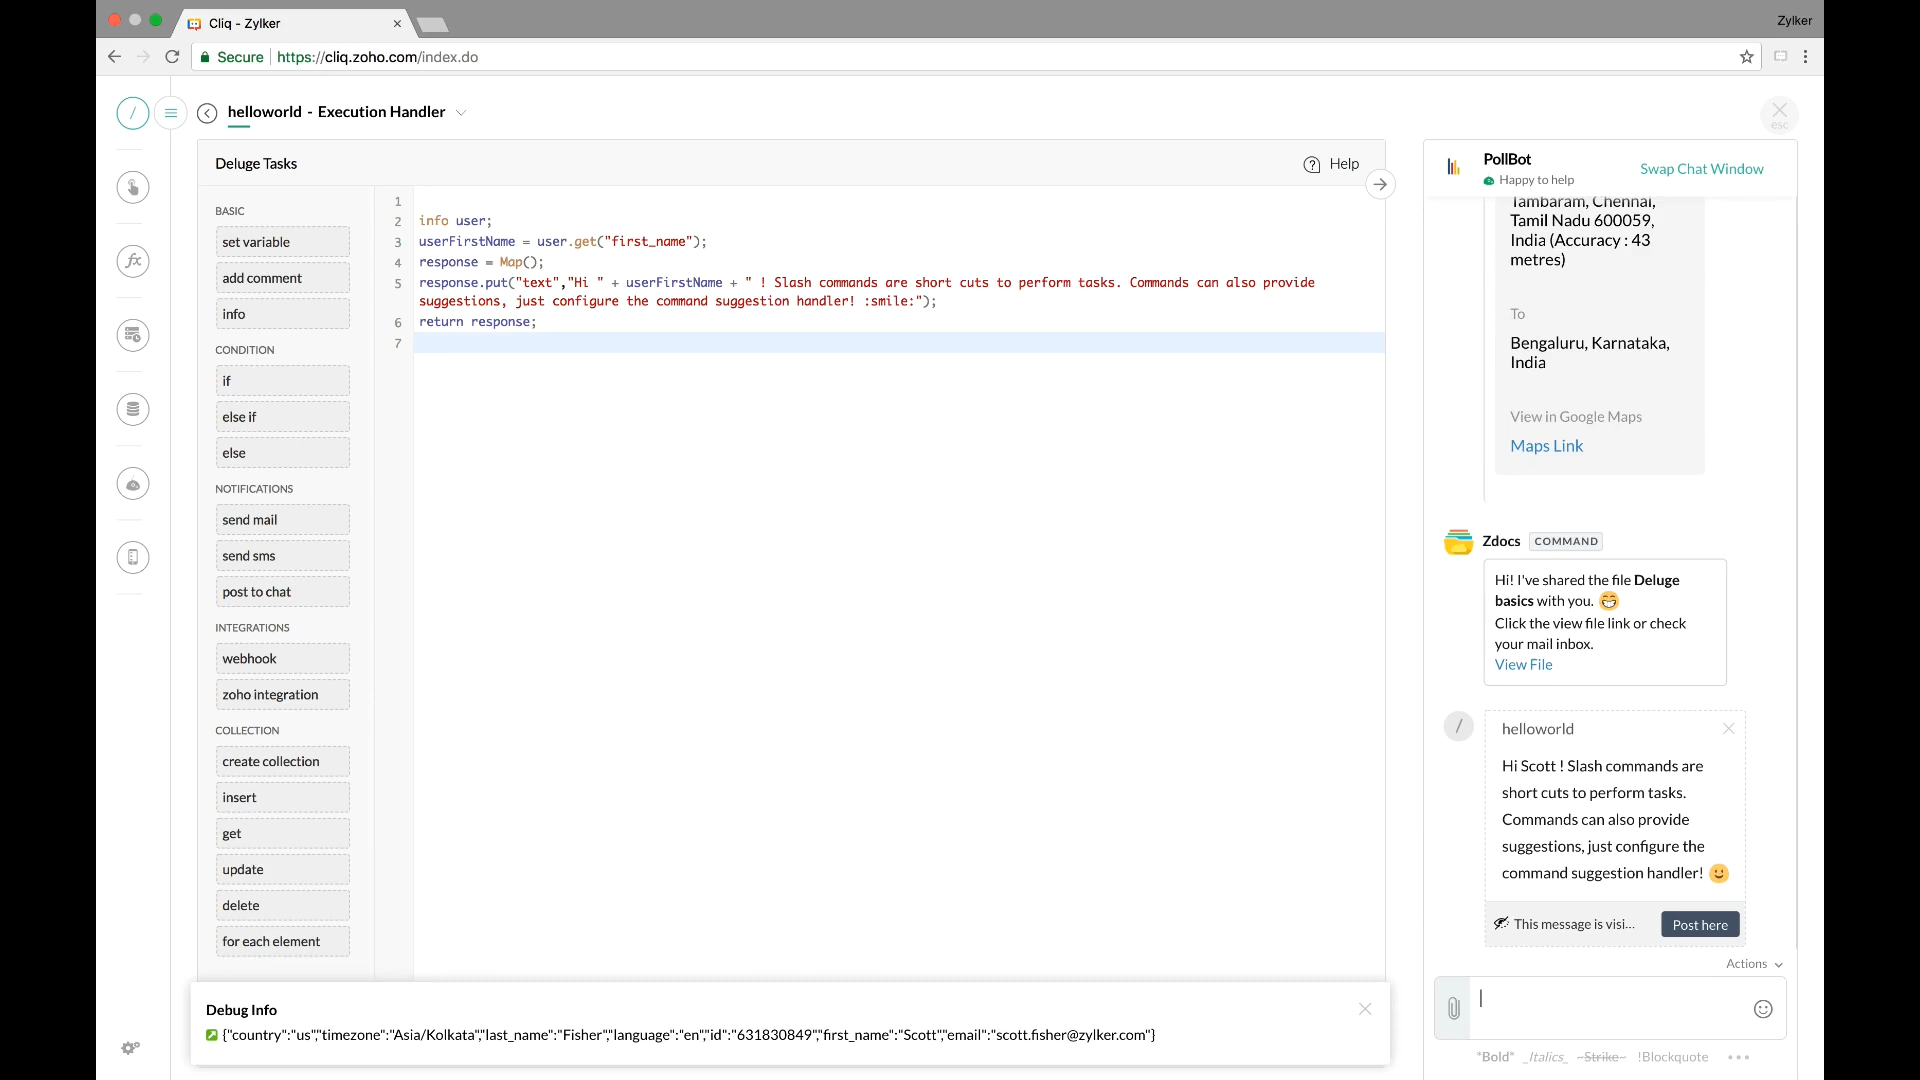 Cliq - Zylker
Zylker
Secure
https://cliq.zoho.com/index.do
/
helloworld - Execution Handler
esc
Deluge Tasks
Help
BASIC
set variable
add comment
info
CONDITION
if
else if
else
NOTIFICATIONS
send mail
send sms
post to chat
INTEGRATIONS
webhook
zoho integration
COLLECTION
create collection
insert
get
update
delete
for each element
1
2 info user;
3 userFirstName = user.get("first_name");
4 response = Map();
5 response.put("text","Hi " + userFirstName + " ! Slash commands are short cuts to perform tasks. Commands can also provide
suggestions, just configure the command suggestion handler! :smile:");
6 return response;
7
Debug Info
{"country":"us","timezone":"Asia/Kolkata","last_name":"Fisher","language":"en","id":"631830849","first_name":"Scott","email":"scott.fisher@zylker.com"}
PollBot
Happy to help
Swap Chat Window
Tambaram, Chennai,
Tamil Nadu 600059,
India (Accuracy : 43
metres)
To
Bengaluru, Karnataka,
India
View in Google Maps
Maps Link
Zdocs COMMAND
Hi! I've shared the file Deluge
basics with you.
Click the view file link or check
your mail inbox.
View File
/
helloworld
Hi Scott ! Slash commands are
short cuts to perform tasks.
Commands can also provide
suggestions, just configure the
command suggestion handler!
This message is visi...
Post here
Actions
*Bold* _Italics_ ~Strike~ !Blockquote